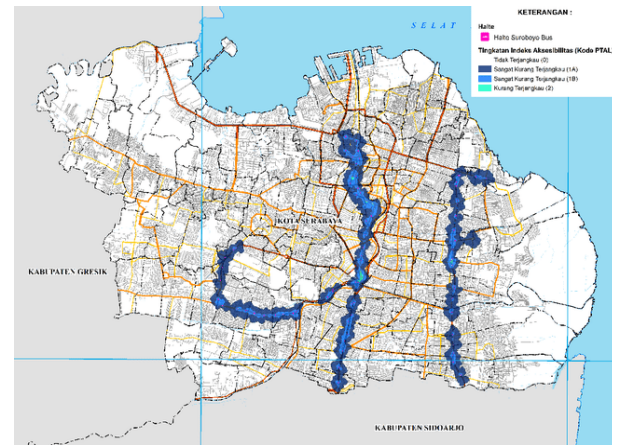 SELAT
KETERANGAN :
Halte
Halte Suroboyo Bus
Tingkatan Indeks Aksesibilitas (Kode PTAL
Tidak Terjangkau (0)
Sangat Kurang Terjangkau (1A)
Sangat Kurang Terjangkau (1B)
Kurang Terjangkau (2)
KOTA SURABAYA
KABUPATEN GRESIK
KABUPATEN SIDOARJO